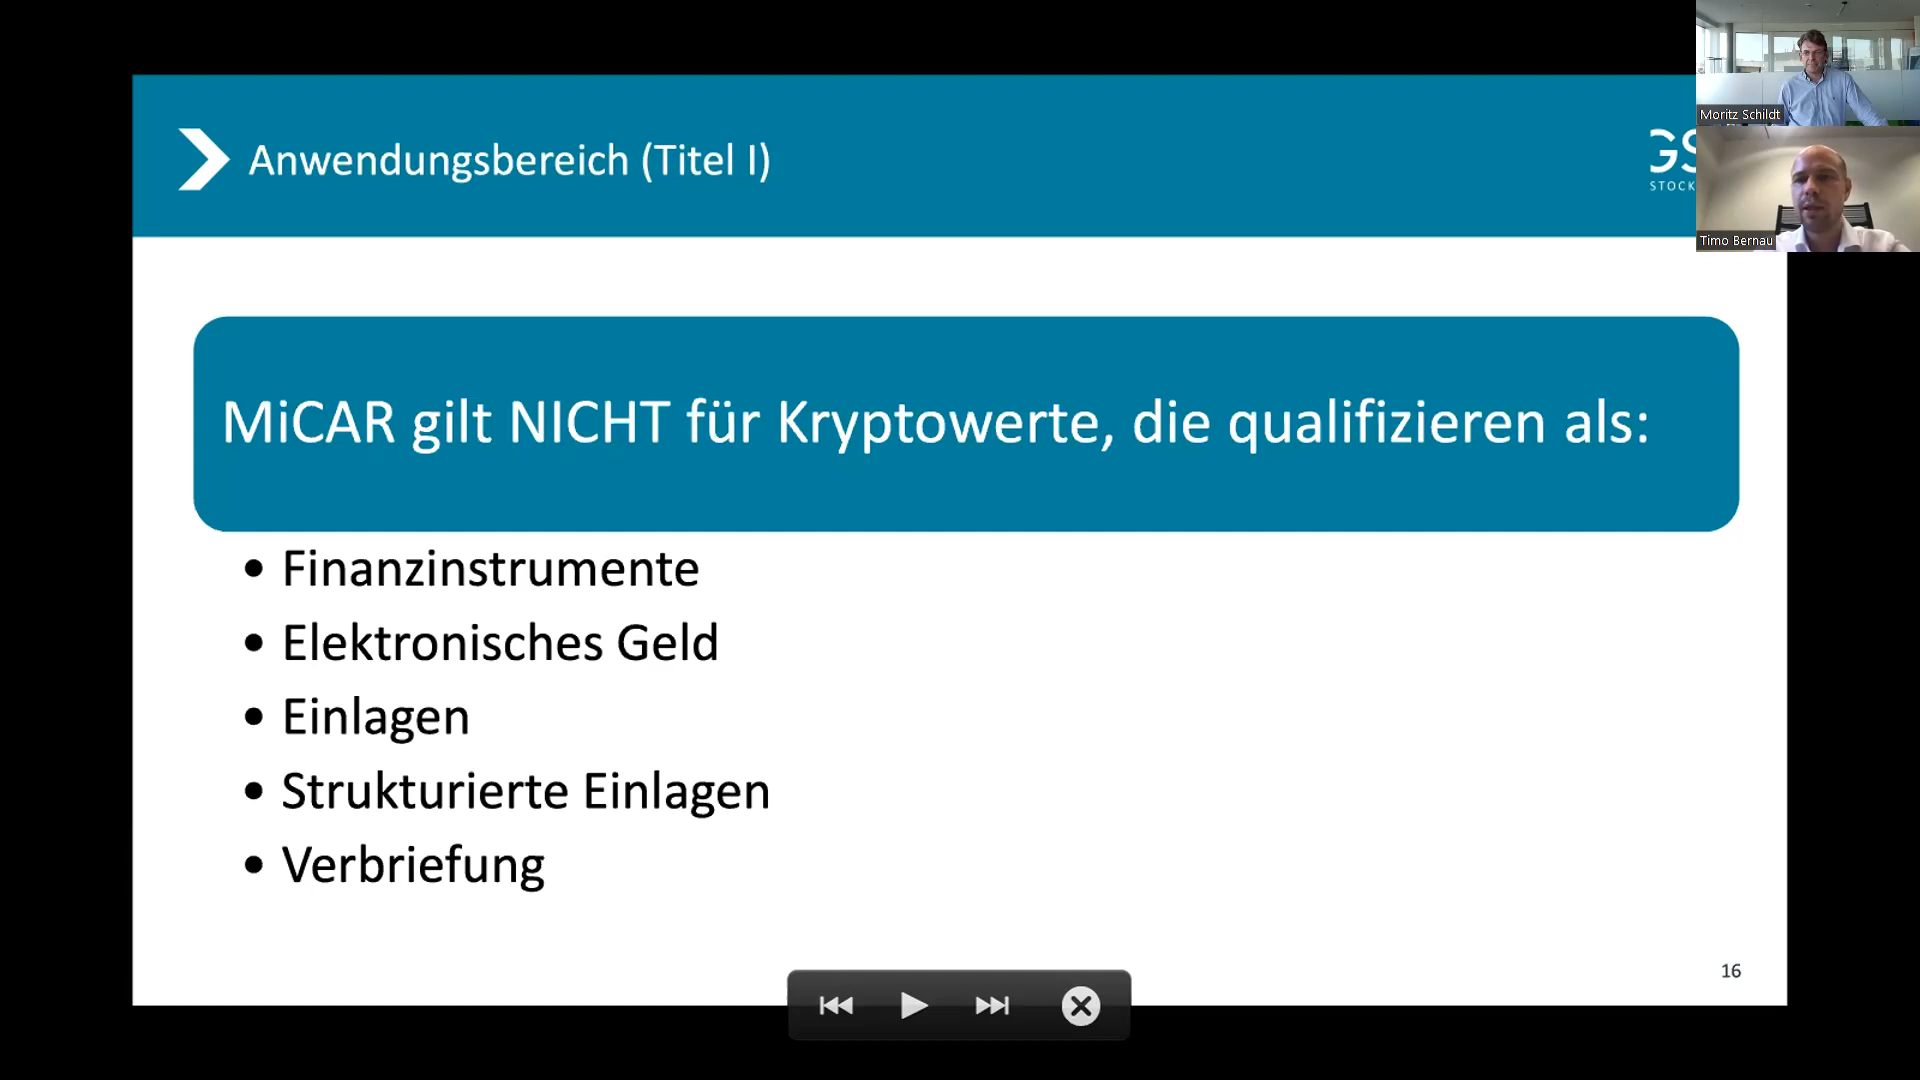 Anwendungsbereich (Titel I)
GS
STOCK
Moritz Schildt
Timo Bernau
MiCAR gilt NICHT für Kryptowerte, die qualifizieren als:
• Finanzinstrumente
• Elektronisches Geld
• Einlagen
• Strukturierte Einlagen
• Verbriefung
16